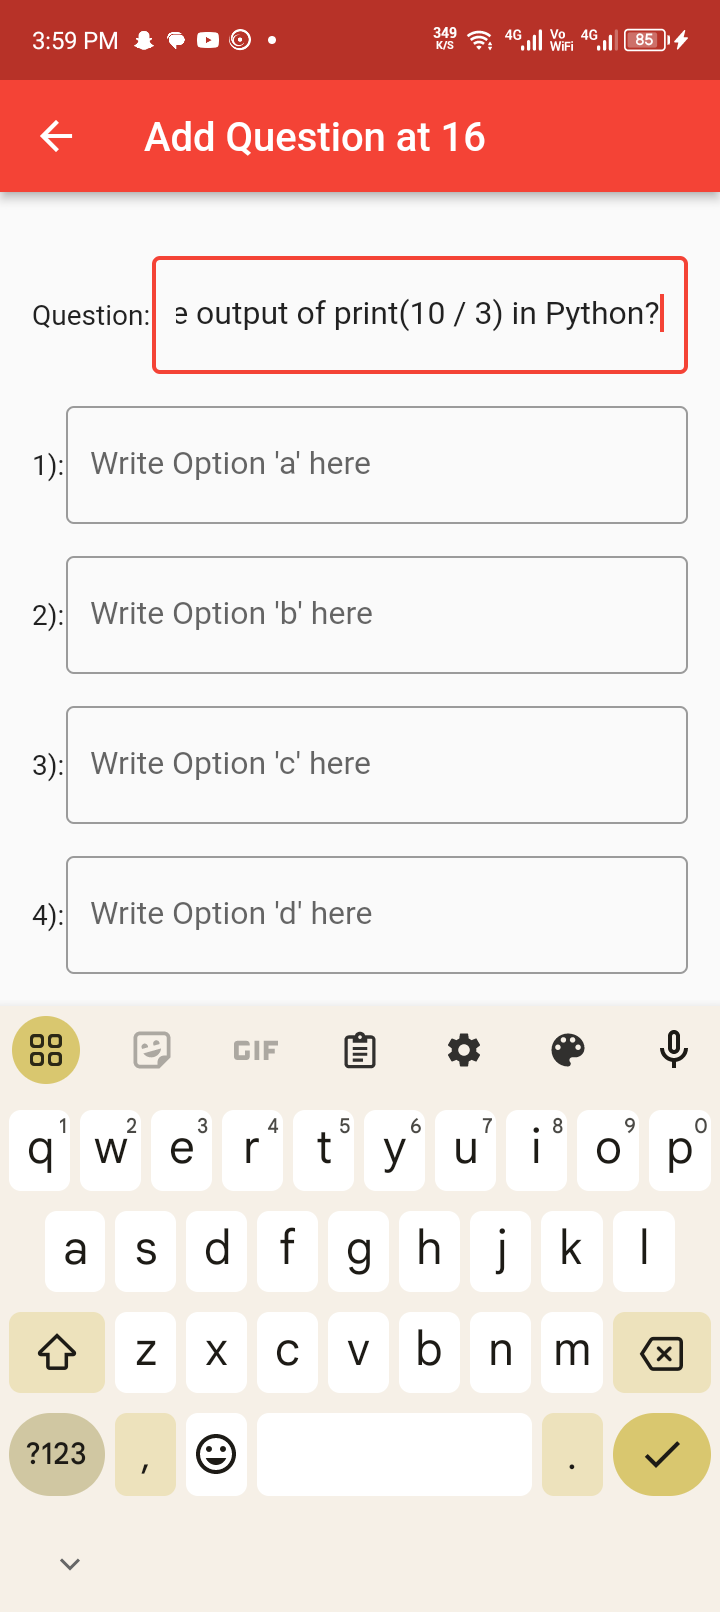 3:59 PM 349 K/S 4G Vo WiFi 4G 85
Add Question at 16
Question: e output of print(10 / 3) in Python?
1): Write Option 'a' here
2): Write Option 'b' here
3): Write Option 'c' here
4): Write Option 'd' here
GIF
q1 w2 e3 r4 t5 y6 u7 i8 o9 p0
a s d f g h j k l
z x c v b n m
?123 , .